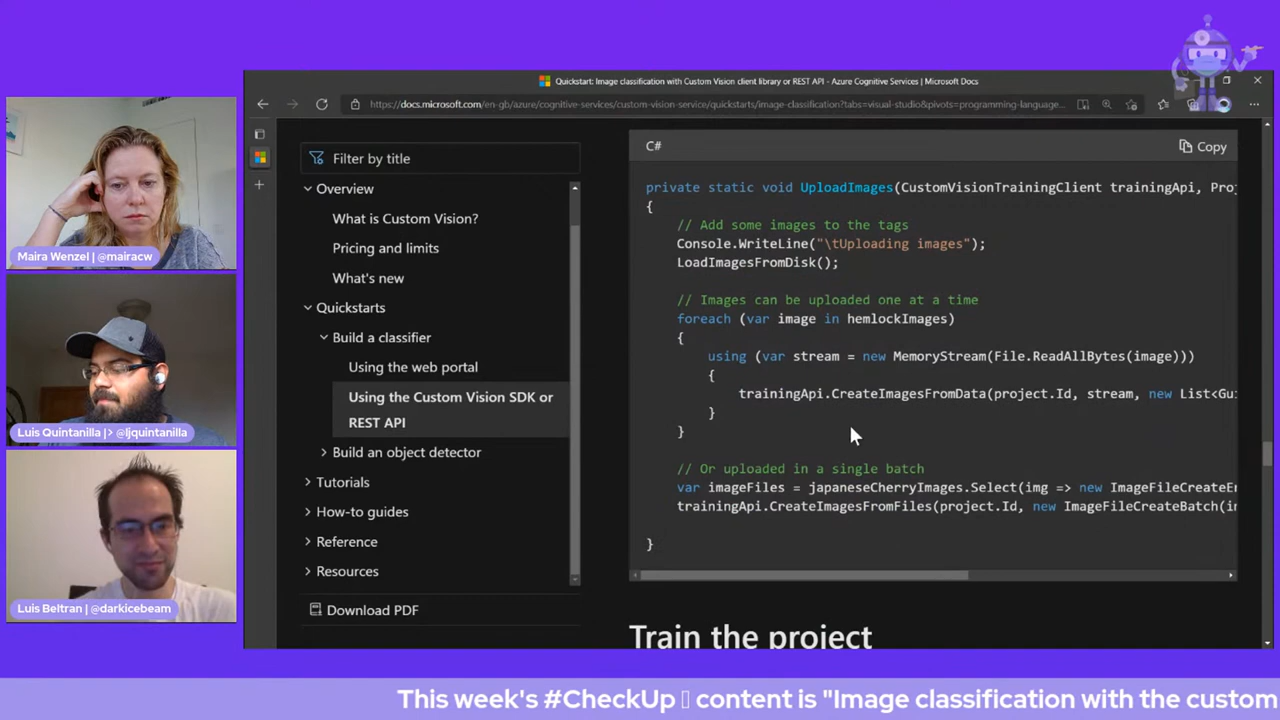 Quickstart: Image classification with Custom Vision client library or REST API - Azure Cognitive Services | Microsoft Docs
https://docs.microsoft.com/en-gb/azure/cognitive-services/custom-vision-service/quickstarts/image-classification?tabs=visual-studio&pivots=programming-language...
Maira Wenzel | @mairacw
Luis Quintanilla |> @ljquintanilla
Luis Beltran | @darkicebeam
Filter by title
Overview
What is Custom Vision?
Pricing and limits
What's new
Quickstarts
Build a classifier
Using the web portal
Using the Custom Vision SDK or
REST API
Build an object detector
Tutorials
How-to guides
Reference
Resources
Download PDF
C#
Copy
private static void UploadImages(CustomVisionTrainingClient trainingApi, Proj
{
// Add some images to the tags
Console.WriteLine("\tUploading images");
LoadImagesFromDisk();
// Images can be uploaded one at a time
foreach (var image in hemlockImages)
{
using (var stream = new MemoryStream(File.ReadAllBytes(image)))
{
trainingApi.CreateImagesFromData(project.Id, stream, new List<Gui
}
}
// Or uploaded in a single batch
var imageFiles = japaneseCherryImages.Select(img => new ImageFileCreateEn
trainingApi.CreateImagesFromFiles(project.Id, new ImageFileCreateBatch(im
}
Train the project
This week's #CheckUp content is "Image classification with the custom